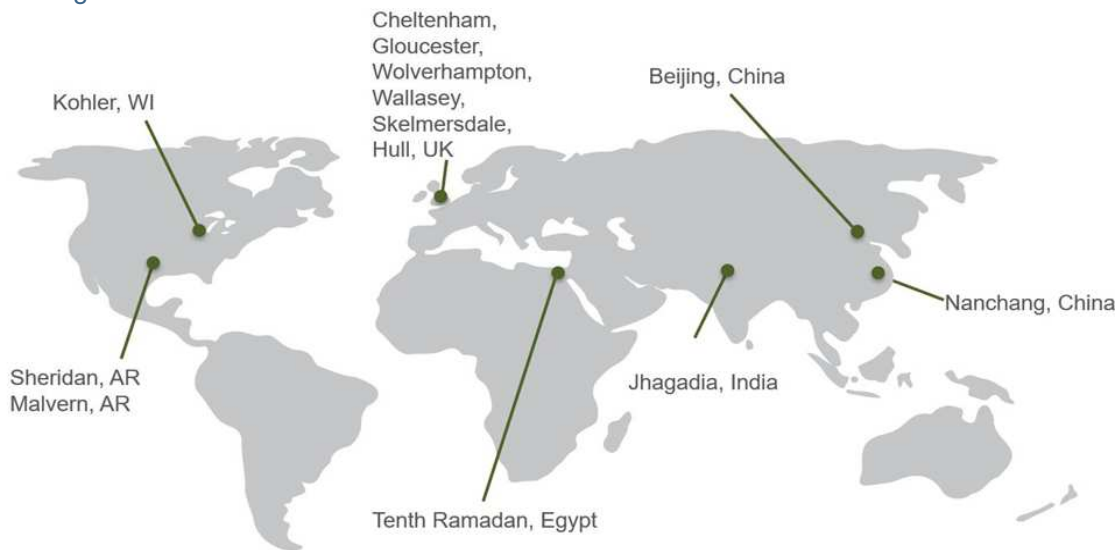 Cheltenham,
Gloucester,
Wolverhampton,
Wallasey,
Skelmersdale,
Hull, UK
Beijing, China
Kohler, WI
Nanchang, China
Sheridan, AR
Malvern, AR
Jhagadia, India
Tenth Ramadan, Egypt